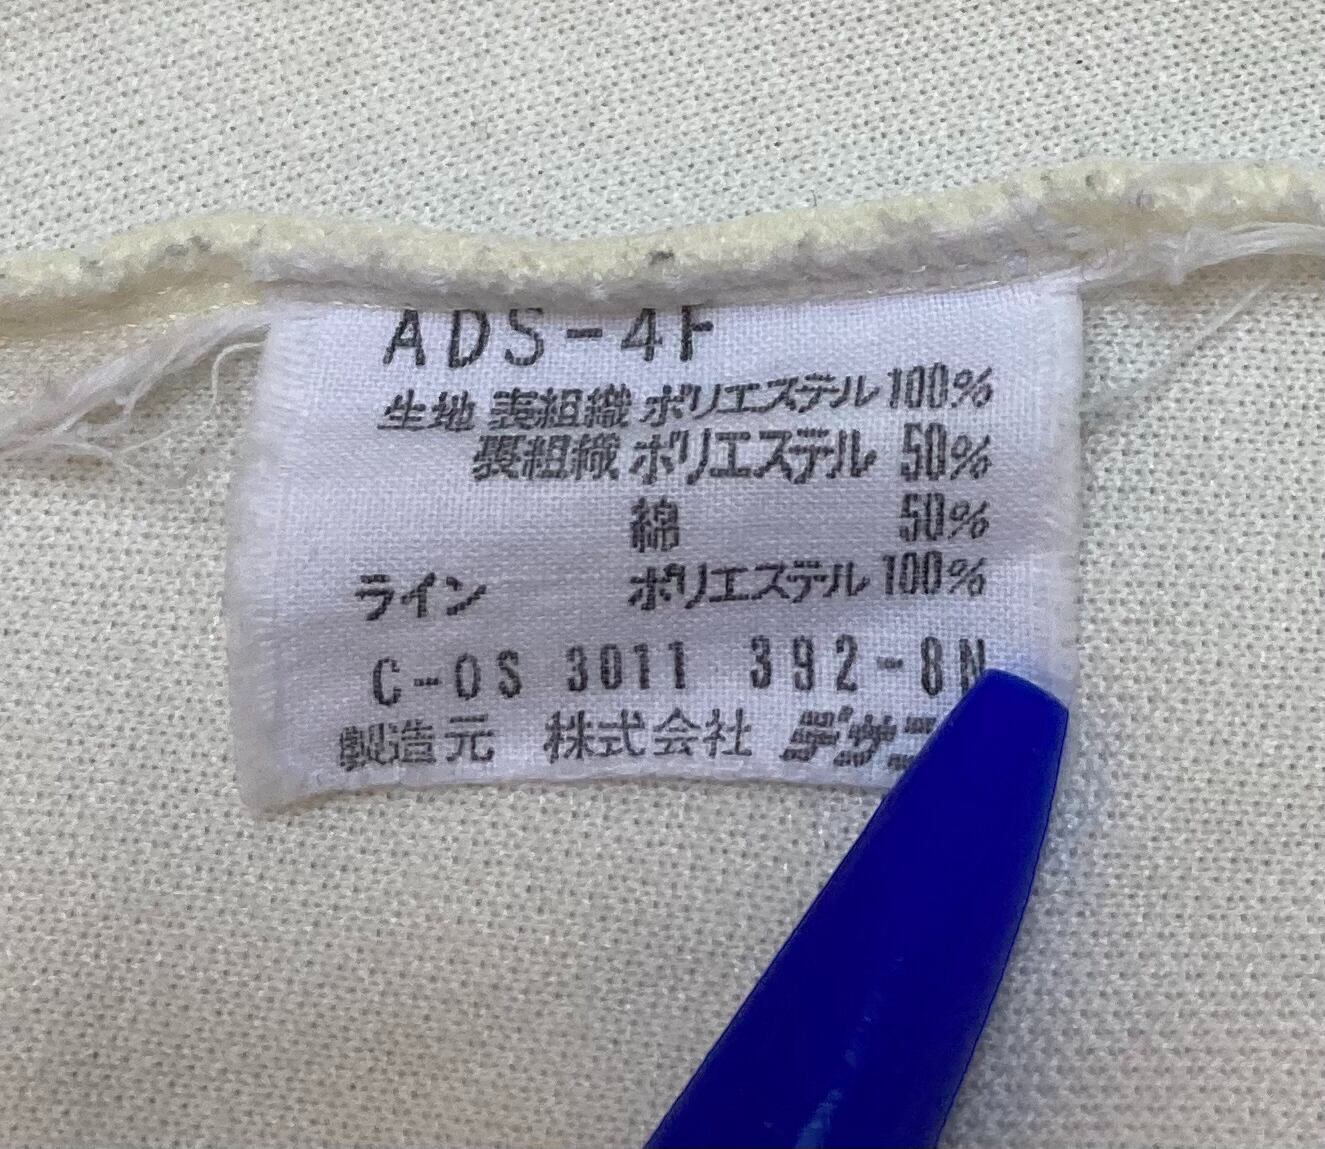 ADS-4F
生地 表組織 ポリエステル 100%
裏組織 ポリエステル 50%
綿 50%
ライン ポリエステル 100%
C-OS 3011 392-8N
製造元 株式会社 デサ